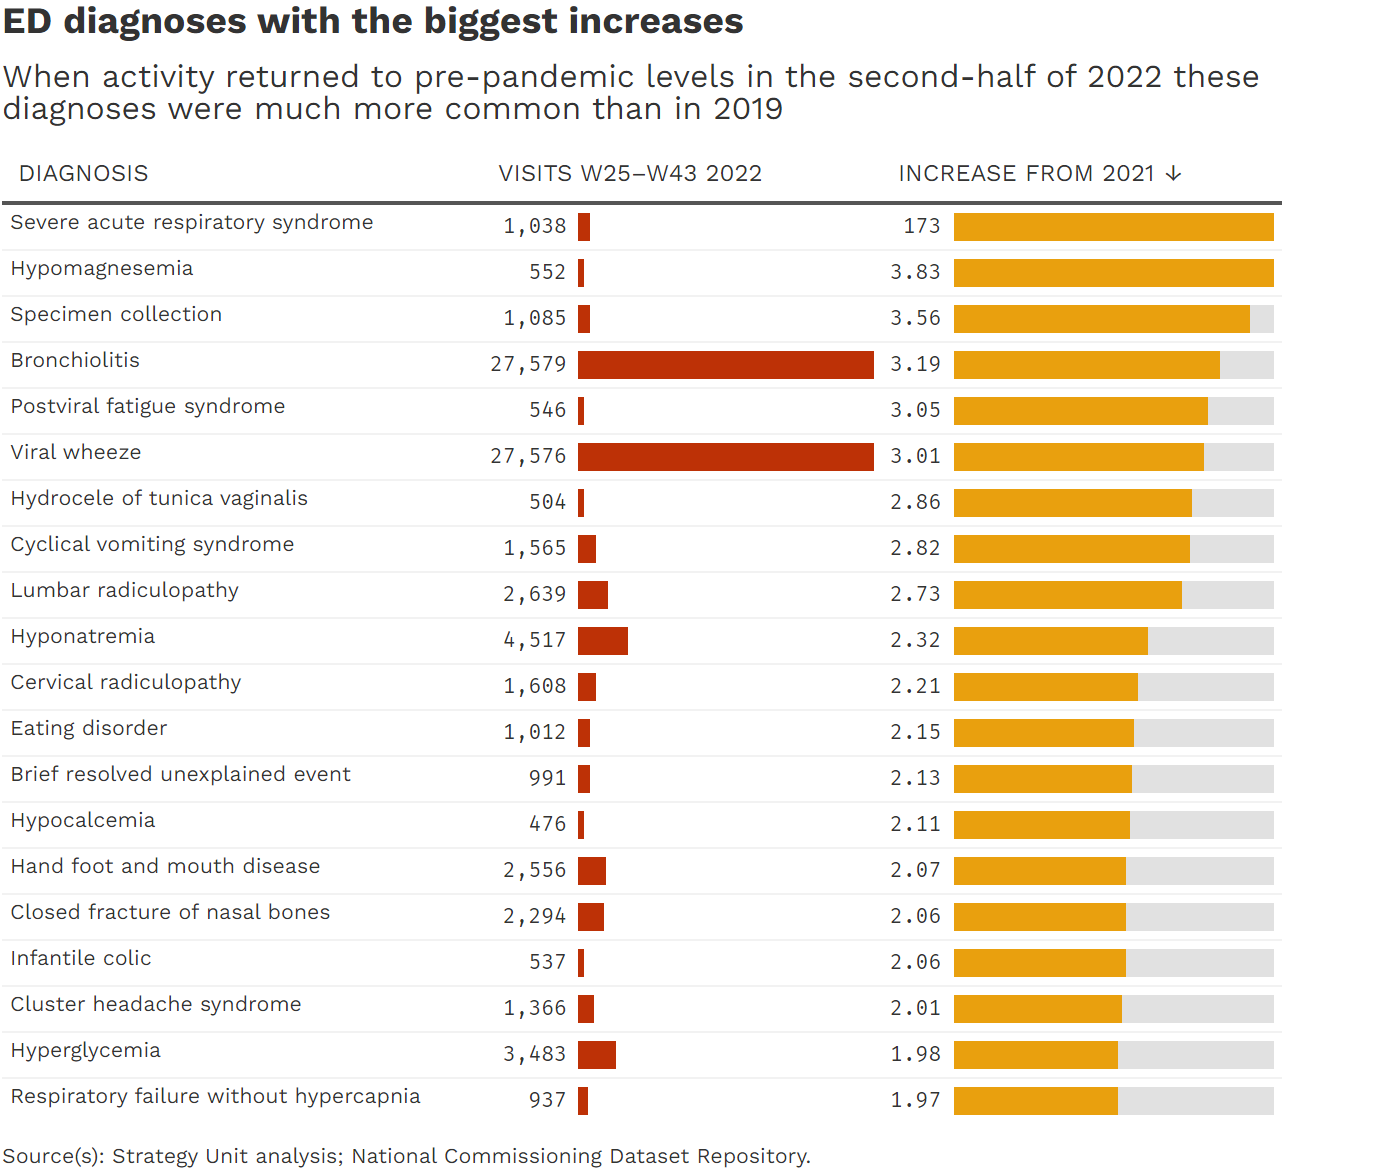 ED diagnoses with the biggest increases
When activity returned to pre-pandemic levels in the second-half of 2022 these
diagnoses were much more common than in 2019
DIAGNOSIS VISITS W25–W43 2022 INCREASE FROM 2021 ↓
Severe acute respiratory syndrome 1,038 173
Hypomagnesemia 552 3.83
Specimen collection 1,085 3.56
Bronchiolitis 27,579 3.19
Postviral fatigue syndrome 546 3.05
Viral wheeze 27,576 3.01
Hydrocele of tunica vaginalis 504 2.86
Cyclical vomiting syndrome 1,565 2.82
Lumbar radiculopathy 2,639 2.73
Hyponatremia 4,517 2.32
Cervical radiculopathy 1,608 2.21
Eating disorder 1,012 2.15
Brief resolved unexplained event 991 2.13
Hypocalcemia 476 2.11
Hand foot and mouth disease 2,556 2.07
Closed fracture of nasal bones 2,294 2.06
Infantile colic 537 2.06
Cluster headache syndrome 1,366 2.01
Hyperglycemia 3,483 1.98
Respiratory failure without hypercapnia 937 1.97
Source(s): Strategy Unit analysis; National Commissioning Dataset Repository.